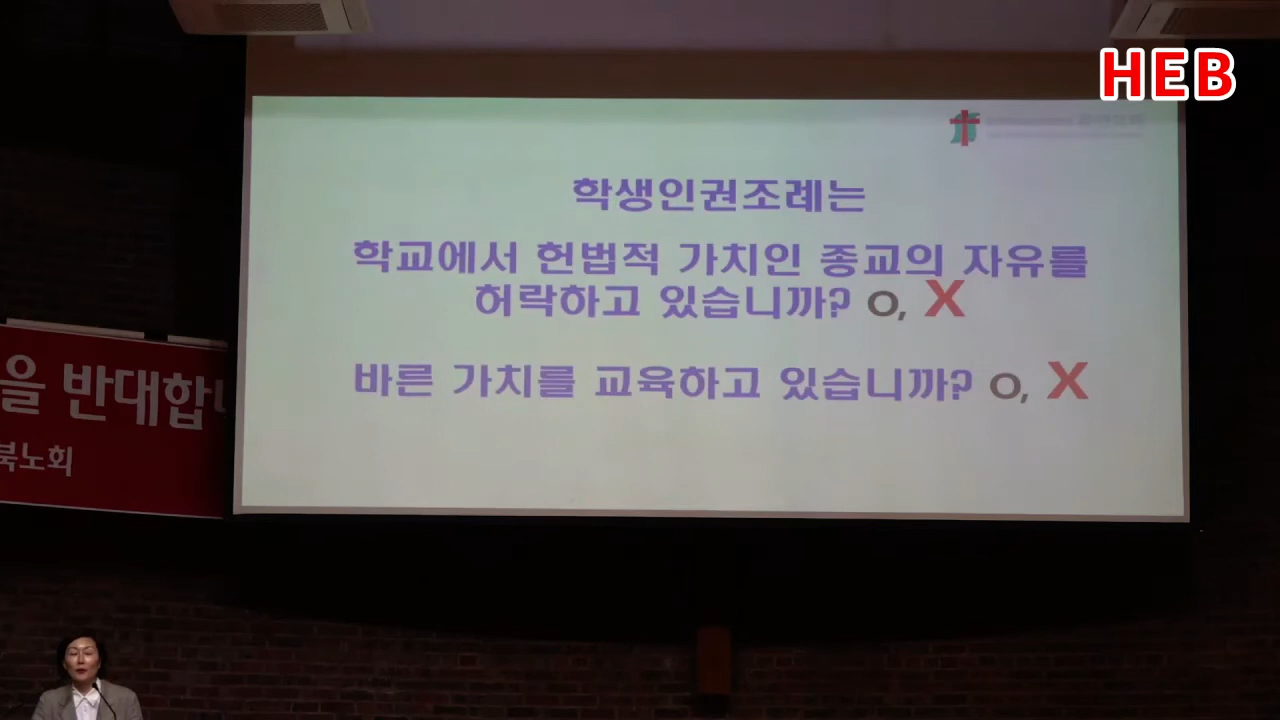 HEB
학생인권조례는
학교에서 헌법적 가치인 종교의 자유를
허락하고 있습니까? O, X
바른 가치를 교육하고 있습니까? O, X
을 반대합니
북노회